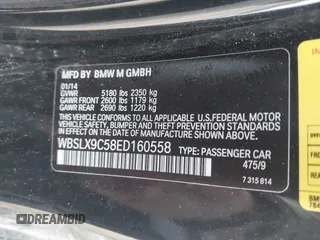 MFD BY BMW M GMBH
01/14
GVWR 5180 lbs 2350 kg
GAWR FRONT 2600 lbs 1179 kg
GAWR REAR 2690 lbs 1220 kg
THIS VEHICLE CONFORMS TO ALL APPLICABLE U.S. FEDERAL MOTOR
VEHICLE SAFETY, BUMPER, AND THEFT PREVENTION STANDARDS
IN EFFECT ON THE DATE OF MANUFACTURE SHOWN ABOVE.
WBSLX9C58ED160558 TYPE: PASSENGER CAR
475/9
7 315 814
DREAMBID